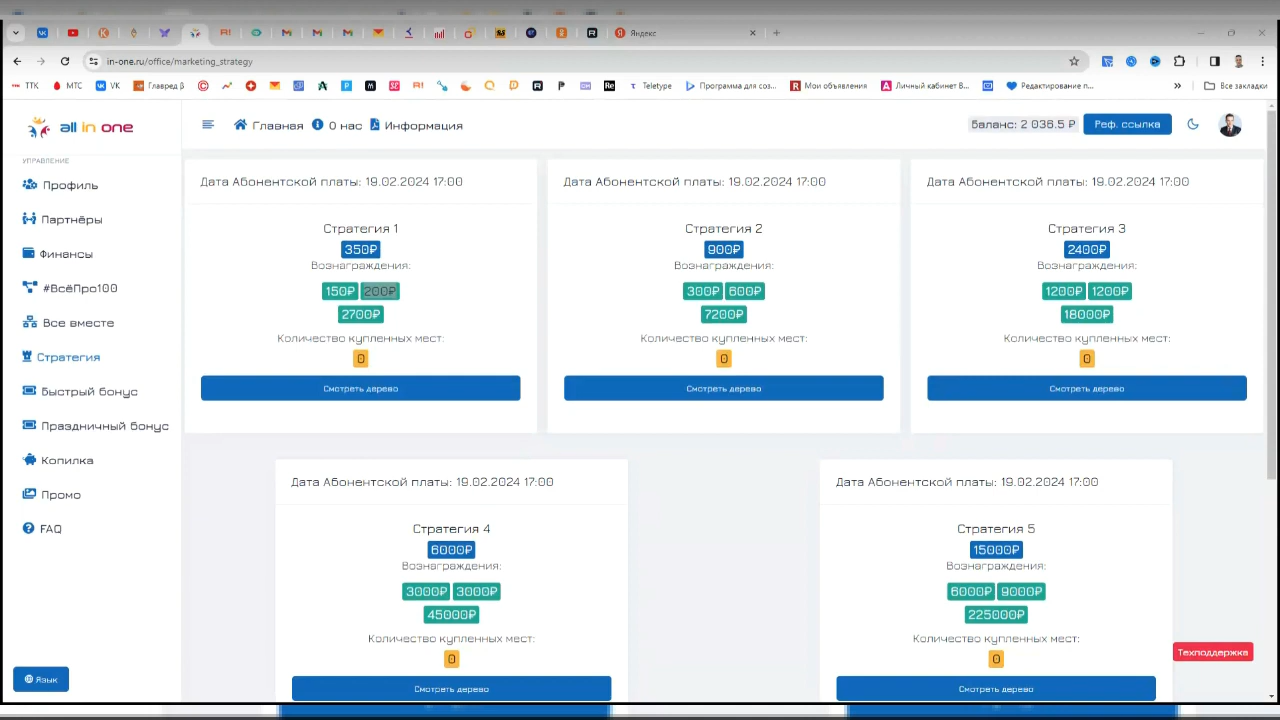 Яндекс
in-one.ru/office/marketing_strategy
ТТК
МТС
VK
Главред β
Teletype
Программа для соз...
Мои объявления
Личный кабинет В...
Редактирование п...
Все закладки
all in one
Главная
О нас
Информация
Баланс: 2 036.5 ₽
Реф. ссылка
УПРАВЛЕНИЕ
Профиль
Партнёры
Финансы
#ВсёПро100
Все вместе
Стратегия
Быстрый бонус
Праздничный бонус
Копилка
Промо
FAQ
Язык
Дата Абонентской платы: 19.02.2024 17:00
Стратегия 1
350₽
Вознаграждения:
150₽ 200₽
2700₽
Количество купленных мест:
0
Смотреть дерево
Дата Абонентской платы: 19.02.2024 17:00
Стратегия 2
900₽
Вознаграждения:
300₽ 600₽
7200₽
Количество купленных мест:
0
Смотреть дерево
Дата Абонентской платы: 19.02.2024 17:00
Стратегия 3
2400₽
Вознаграждения:
1200₽ 1200₽
18000₽
Количество купленных мест:
0
Смотреть дерево
Дата Абонентской платы: 19.02.2024 17:00
Стратегия 4
6000₽
Вознаграждения:
3000₽ 3000₽
45000₽
Количество купленных мест:
0
Смотреть дерево
Дата Абонентской платы: 19.02.2024 17:00
Стратегия 5
15000₽
Вознаграждения:
6000₽ 9000₽
225000₽
Количество купленных мест:
0
Смотреть дерево
Техподдержка